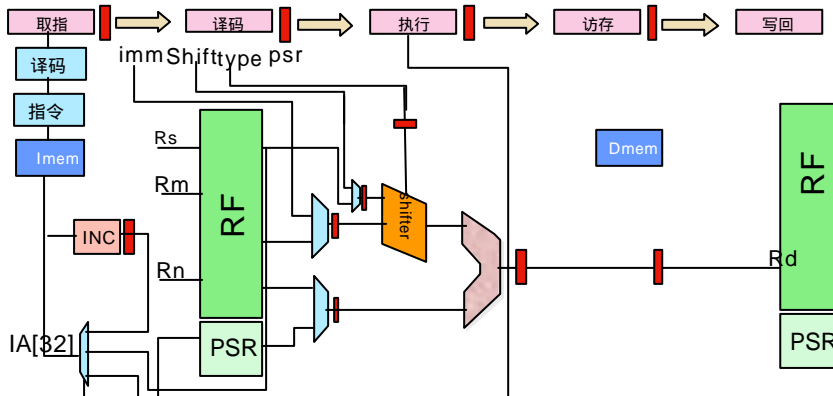 取指 译码 执行 访存 写回
imm Shift type psr
译码
指令
Imem
Rs
Rm
Rn
RF
shifter
Dmem
RF
INC
Rd
IA[32]
PSR
PSR